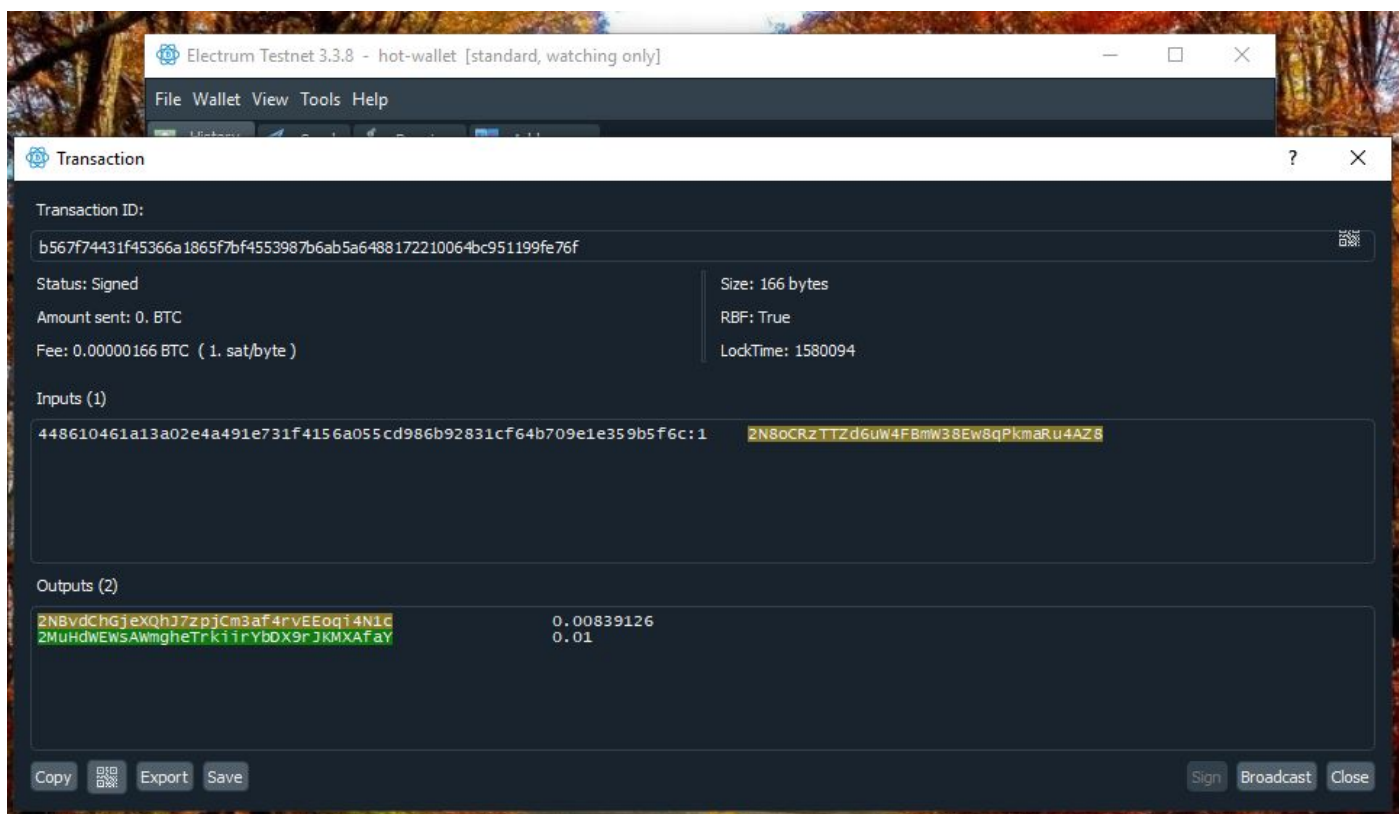 Electrum Testnet 3.3.8 - hot-wallet [standard, watching only]
File Wallet View Tools Help
Transaction
Transaction ID:
b567f74431f45366a1865f7bf4553987b6ab5a6488172210064bc951199fe76f
Status: Signed
Size: 166 bytes
Amount sent: 0. BTC
RBF: True
Fee: 0.00000166 BTC ( 1. sat/byte )
LockTime: 1580094
Inputs (1)
448610461a13a02e4a491e731f4156a055cd986b92831cf64b709e1e359b5f6c:1 2N8oCRzTTZd6uW4FBmW38Ew8qPkmaRu4AZ8
Outputs (2)
2NBvdChGjeXQhJ7zpjCm3af4rvEEoqi4N1c 0.00839126
2MuHdWEWsAWmgheTrkiirYbDX9rJKMXAfaY 0.01
Copy Export Save Sign Broadcast Close